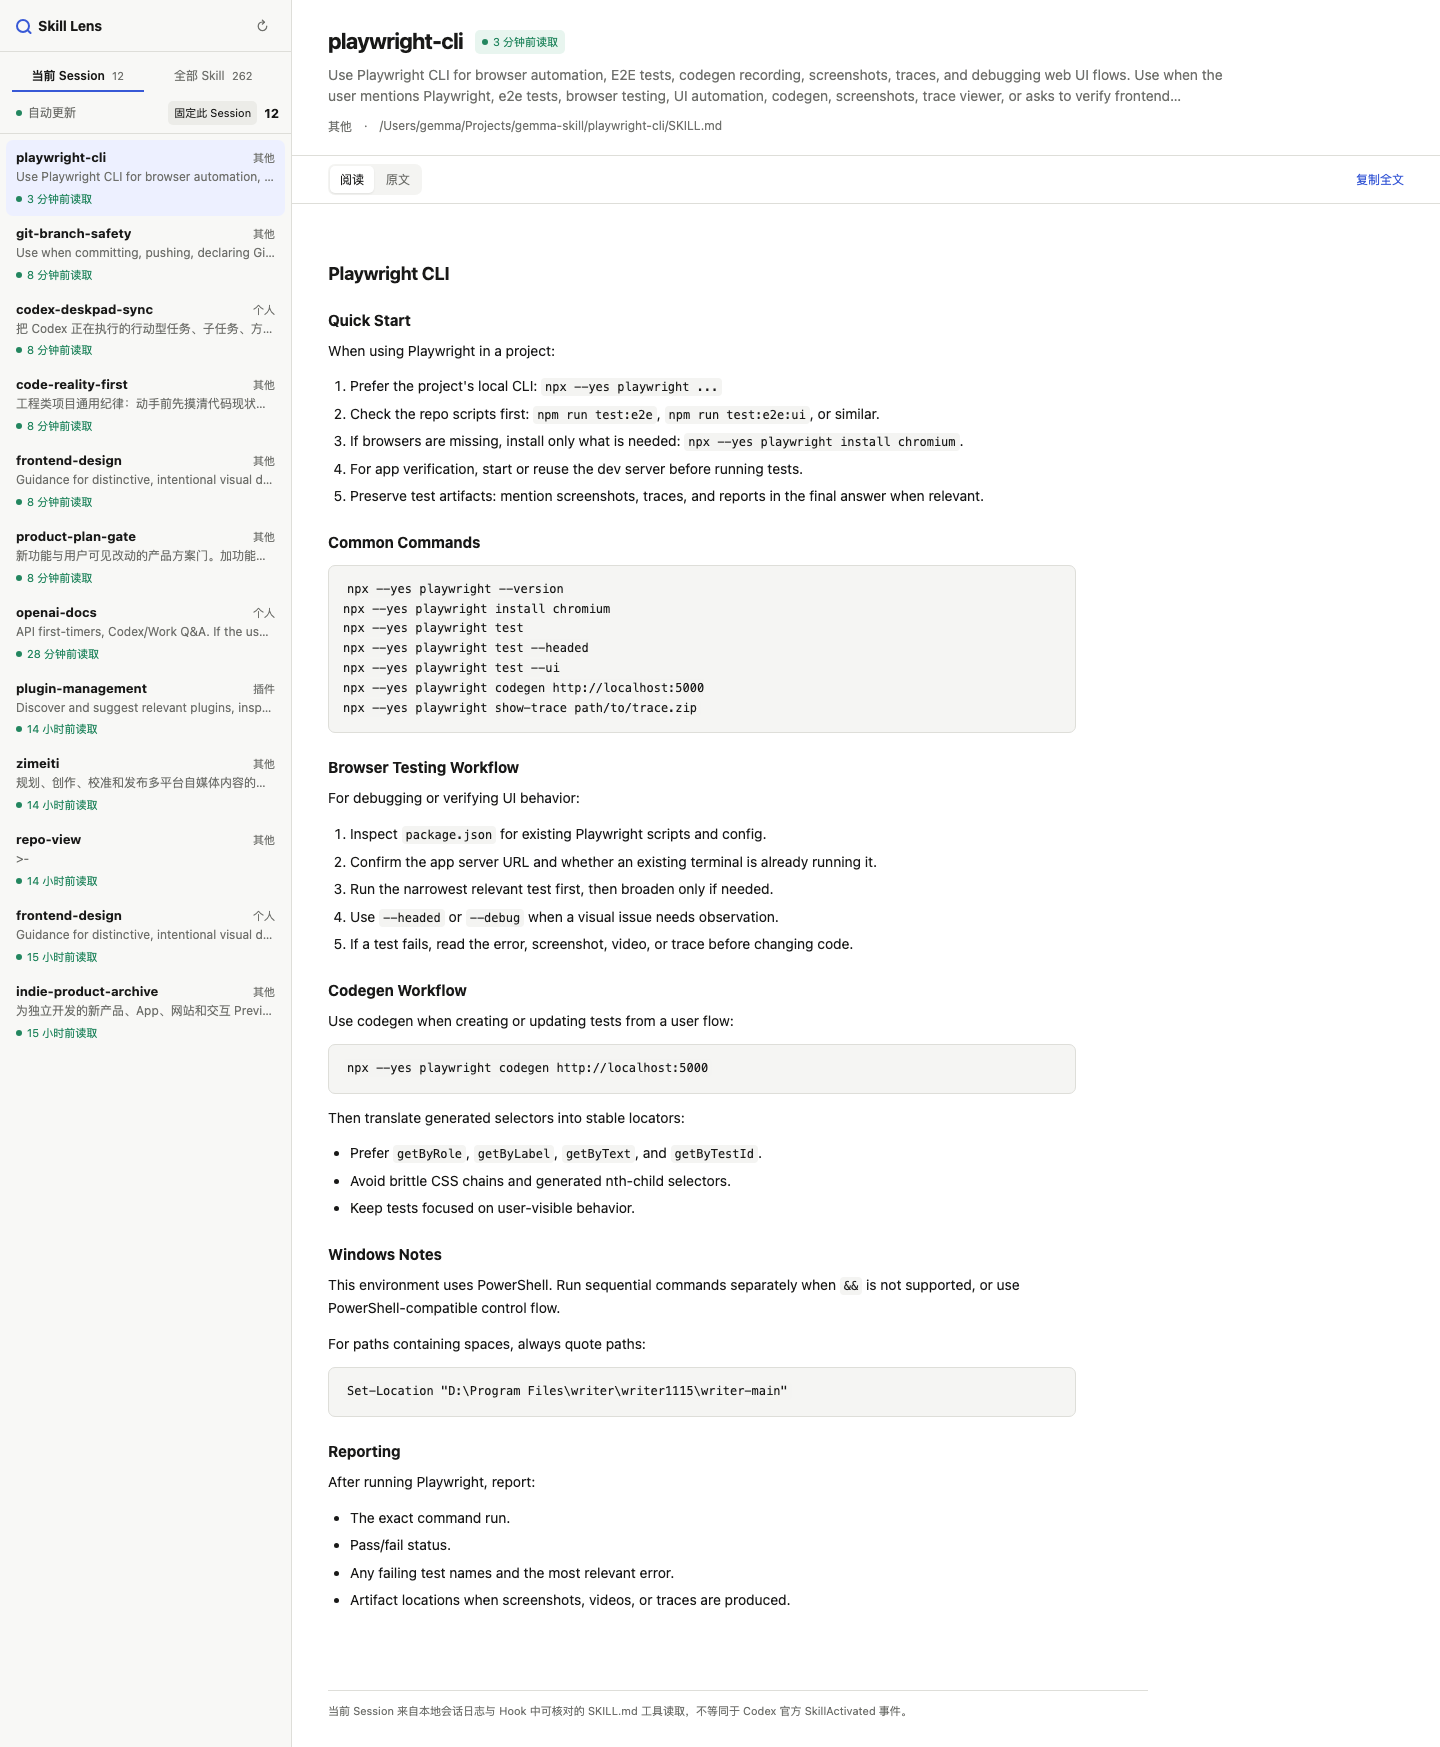 Skill Lens
当前 Session 12
全部 Skill 262
自动更新
固定此 Session 12
playwright-cli 其他
Use Playwright CLI for browser automation, ...
3 分钟前读取
git-branch-safety 其他
Use when committing, pushing, declaring Gi...
8 分钟前读取
codex-deskpad-sync 个人
把 Codex 正在执行的行动型任务、子任务、方...
8 分钟前读取
code-reality-first 其他
工程类项目通用纪律：动手前先摸清代码现状...
8 分钟前读取
frontend-design 其他
Guidance for distinctive, intentional visual d...
8 分钟前读取
product-plan-gate 其他
新功能与用户可见改动的产品方案门。加功能...
8 分钟前读取
openai-docs 个人
API first-timers, Codex/Work Q&A. If the us...
28 分钟前读取
plugin-management 插件
Discover and suggest relevant plugins, insp...
14 小时前读取
zimeiti 其他
规划、创作、校准和发布多平台自媒体内容的...
14 小时前读取
repo-view 其他
>-
14 小时前读取
frontend-design 个人
Guidance for distinctive, intentional visual d...
15 小时前读取
indie-product-archive 其他
为独立开发的新产品、App、网站和交互 Previ...
15 小时前读取
playwright-cli 3 分钟前读取
Use Playwright CLI for browser automation, E2E tests, codegen recording, screenshots, traces, and debugging web UI flows. Use when the
user mentions Playwright, e2e tests, browser testing, UI automation, codegen, screenshots, trace viewer, or asks to verify frontend...
其他 · /Users/gemma/Projects/gemma-skill/playwright-cli/SKILL.md
阅读 原文 复制全文
Playwright CLI
Quick Start
When using Playwright in a project:
1. Prefer the project's local CLI: npx --yes playwright ...
2. Check the repo scripts first: npm run test:e2e, npm run test:e2e:ui, or similar.
3. If browsers are missing, install only what is needed: npx --yes playwright install chromium.
4. For app verification, start or reuse the dev server before running tests.
5. Preserve test artifacts: mention screenshots, traces, and reports in the final answer when relevant.
Common Commands
npx --yes playwright --version
npx --yes playwright install chromium
npx --yes playwright test
npx --yes playwright test --headed
npx --yes playwright test --ui
npx --yes playwright codegen http://localhost:5000
npx --yes playwright show-trace path/to/trace.zip
Browser Testing Workflow
For debugging or verifying UI behavior:
1. Inspect package.json for existing Playwright scripts and config.
2. Confirm the app server URL and whether an existing terminal is already running it.
3. Run the narrowest relevant test first, then broaden only if needed.
4. Use --headed or --debug when a visual issue needs observation.
5. If a test fails, read the error, screenshot, video, or trace before changing code.
Codegen Workflow
Use codegen when creating or updating tests from a user flow:
npx --yes playwright codegen http://localhost:5000
Then translate generated selectors into stable locators:
• Prefer getByRole, getByLabel, getByText, and getByTestId.
• Avoid brittle CSS chains and generated nth-child selectors.
• Keep tests focused on user-visible behavior.
Windows Notes
This environment uses PowerShell. Run sequential commands separately when && is not supported, or use
PowerShell-compatible control flow.
For paths containing spaces, always quote paths:
Set-Location "D:\Program Files\writer\writer1115\writer-main"
Reporting
After running Playwright, report:
• The exact command run.
• Pass/fail status.
• Any failing test names and the most relevant error.
• Artifact locations when screenshots, videos, or traces are produced.
当前 Session 来自本地会话日志与 Hook 中可核对的 SKILL.md 工具读取，不等同于 Codex 官方 SkillActivated 事件。